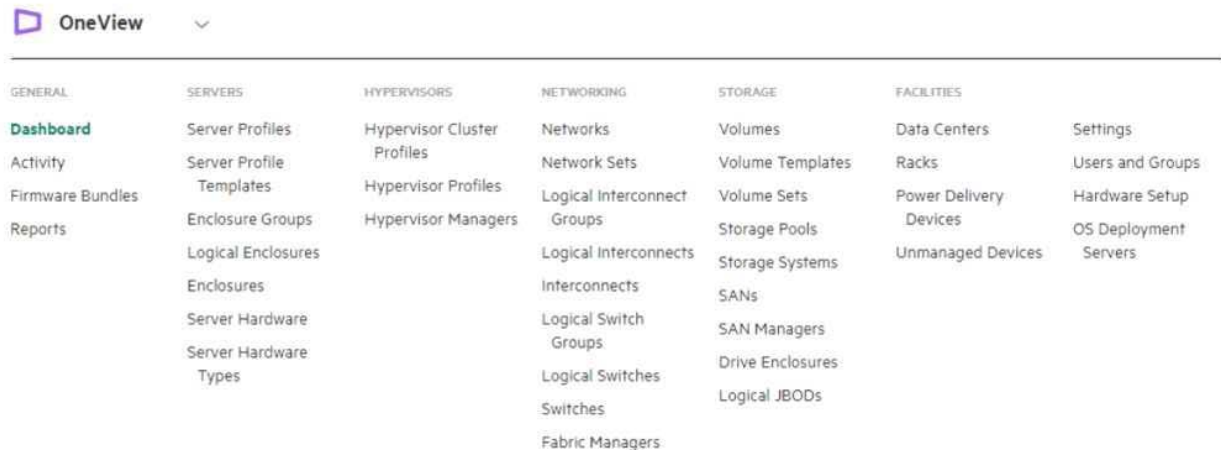 OneView
GENERAL
Dashboard
Activity
Firmware Bundles
Reports
SERVERS
Server Profiles
Server Profile
Templates
Enclosure Groups
Logical Enclosures
Enclosures
Server Hardware
Server Hardware
Types
HYPERVISORS
Hypervisor Cluster
Profiles
Hypervisor Profiles
Hypervisor Managers
NETWORKING
Networks
Network Sets
Logical Interconnect
Groups
Logical Interconnects
Interconnects
Logical Switch
Groups
Logical Switches
Switches
Fabric Managers
STORAGE
Volumes
Volume Templates
Volume Sets
Storage Pools
Storage Systems
SANs
SAN Managers
Drive Enclosures
Logical JBODs
FACILITIES
Data Centers
Racks
Power Delivery
Devices
Unmanaged Devices
Settings
Users and Groups
Hardware Setup
OS Deployment
Servers